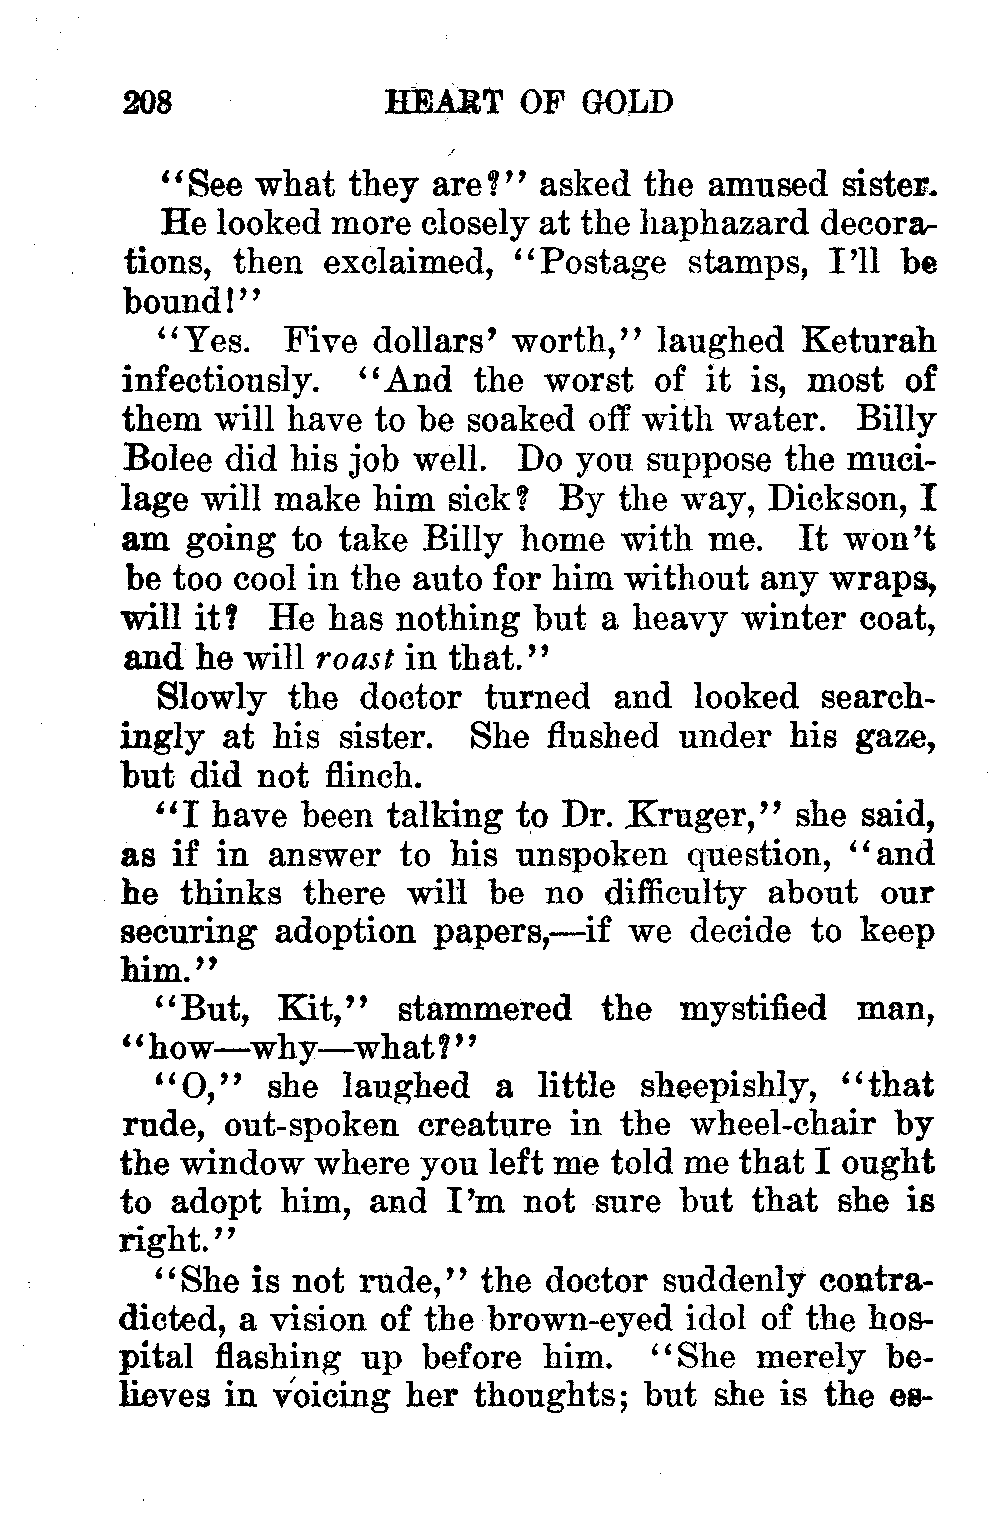 208 HEART OF GOLD
“See what they are?” asked the amused sister.
He looked more closely at the haphazard decora-
tions, then exclaimed, “Postage stamps, I’ll be
bound!”
“Yes. Five dollars’ worth,” laughed Keturah
infectiously. “And the worst of it is, most of
them will have to be soaked off with water. Billy
Bolee did his job well. Do you suppose the muci-
lage will make him sick? By the way, Dickson, I
am going to take Billy home with me. It won’t
be too cool in the auto for him without any wraps,
will it? He has nothing but a heavy winter coat,
and he will roast in that.”
Slowly the doctor turned and looked search-
ingly at his sister. She flushed under his gaze,
but did not flinch.
“I have been talking to Dr. Kruger,” she said,
as if in answer to his unspoken question, “and
he thinks there will be no difficulty about our
securing adoption papers,—if we decide to keep
him.”
“But, Kit,” stammered the mystified man,
“how—why—what?”
“O,” she laughed a little sheepishly, “that
rude, out-spoken creature in the wheel-chair by
the window where you left me told me that I ought
to adopt him, and I’m not sure but that she is
right.”
“She is not rude,” the doctor suddenly contra-
dicted, a vision of the brown-eyed idol of the hos-
pital flashing up before him. “She merely be-
lieves in voicing her thoughts; but she is the es-